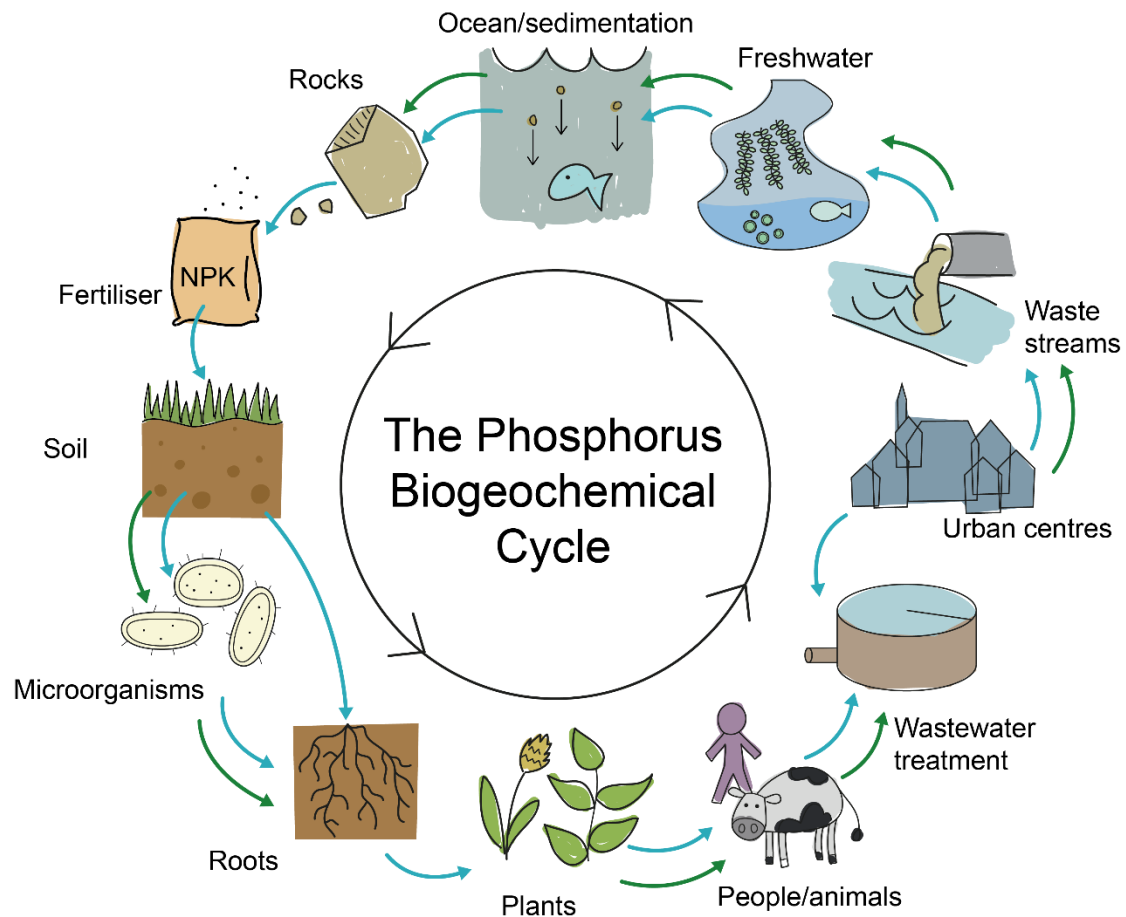 Ocean/sedimentation
Freshwater
Rocks
NPK
Fertiliser
Waste
streams
The Phosphorus
Biogeochemical
Cycle
Soil
Urban centres
Microorganisms
Wastewater
treatment
Roots
Plants
People/animals